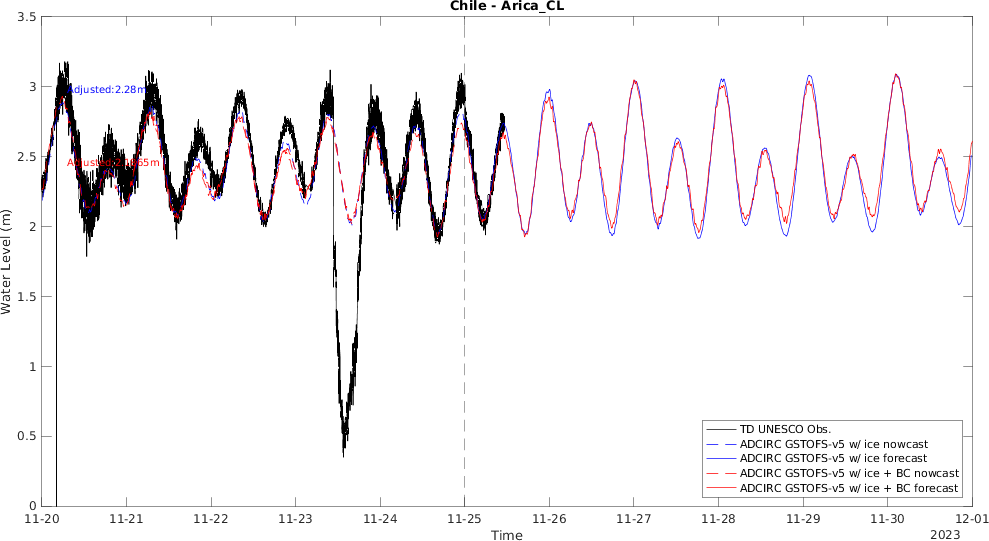 Chile - Arica_CL
3.5
3
2.5
2
1.5
1
0.5
0
Water Level (m)
Adjusted:2.28m
11-20
11-21
11-22
11-23
11-24
11-25
11-26
11-27
11-28
11-29
11-30
12-01
Time
2023
TD UNESCO Obs.
ADCIRC GSTOFS-v5 w/ ice nowcast
ADCIRC GSTOFS-v5 w/ ice forecast
ADCIRC GSTOFS-v5 w/ ice + BC nowcast
ADCIRC GSTOFS-v5 w/ ice + BC forecast